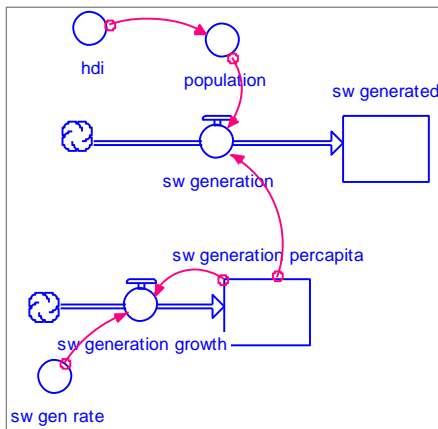 hdi
population
sw generated
sw generation
sw generation percapita
sw generation growth
sw gen rate